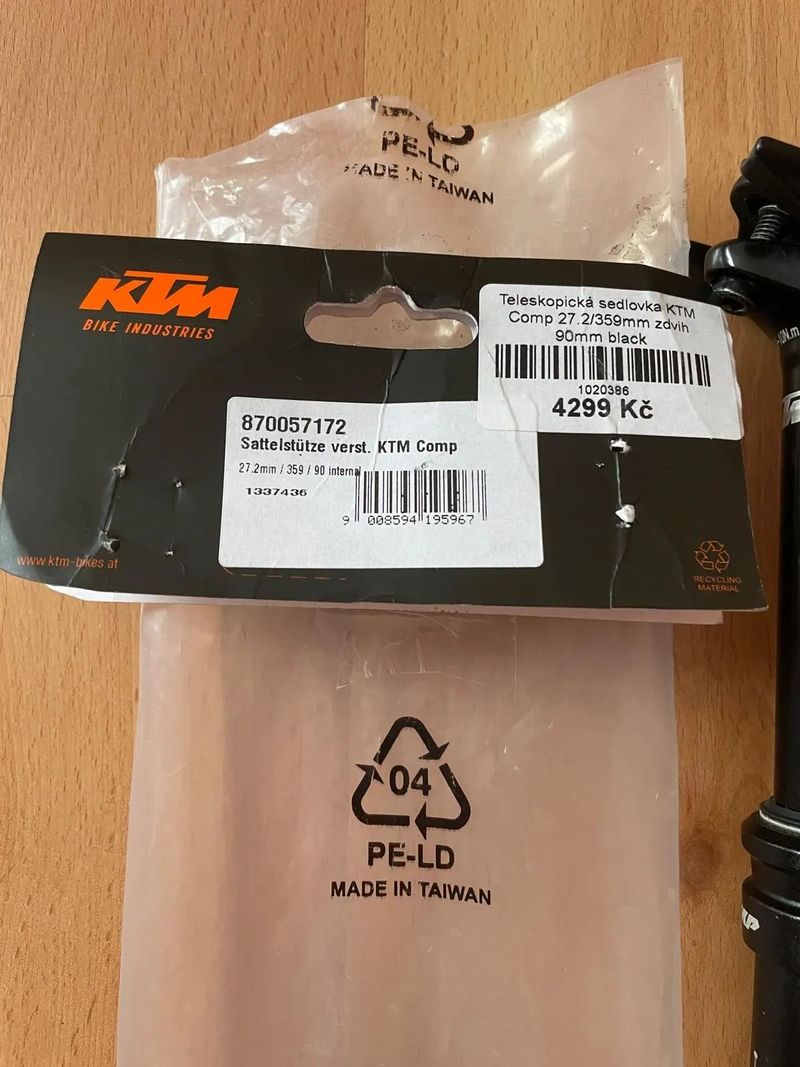 PE-LD
MADE IN TAIWAN
KTM
BIKE INDUSTRIES
Teleskopická sedlovka KTM
Comp 27.2/359mm zdvih
90mm black
1020386
4299 Kč
870057172
Sattelstütze verst. KTM Comp
27.2mm / 359 / 90 internal
1337436
9 008594 195967
www.ktm-bikes.at
RECYCLING
MATERIAL
04
PE-LD
MADE IN TAIWAN